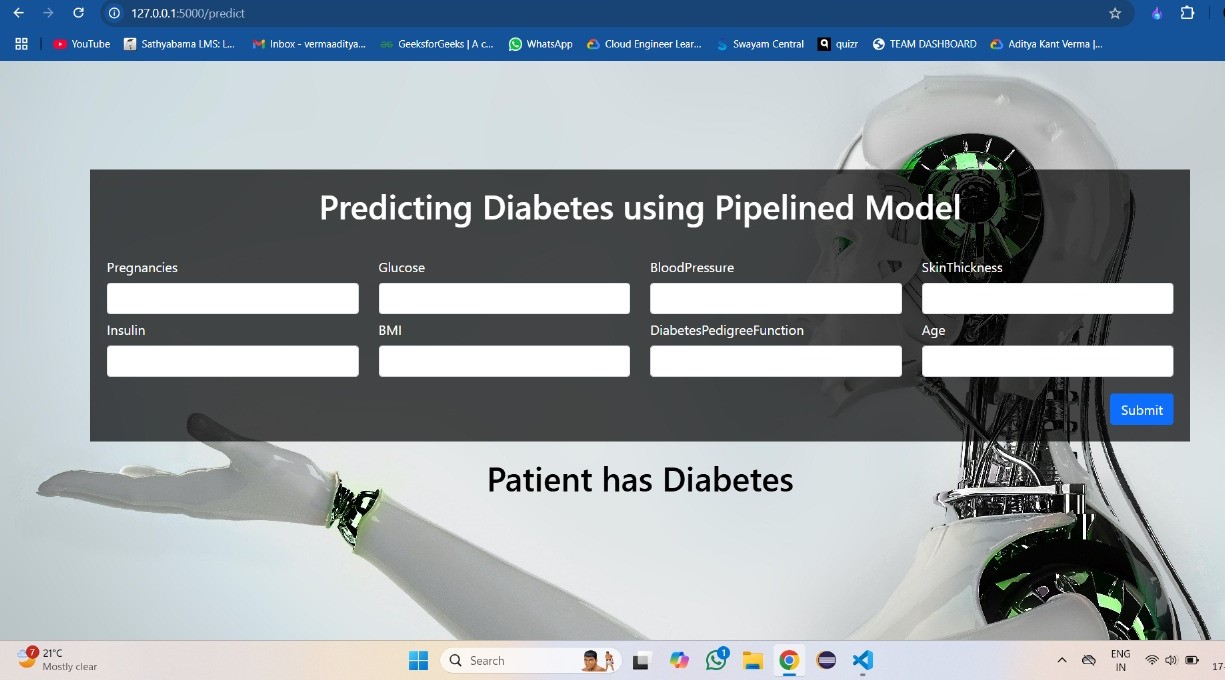 127.0.0.1:5000/predict
YouTube Sathyabama LMS: L... Inbox - vermaaditya... GeeksforGeeks | A c... WhatsApp Cloud Engineer Lear... Swayam Central quizr TEAM DASHBOARD Aditya Kant Verma |...
Predicting Diabetes using Pipelined Model
Pregnancies Glucose BloodPressure SkinThickness
Insulin BMI DiabetesPedigreeFunction Age
Submit
Patient has Diabetes
7 21°C
Mostly clear
Search
1
ENG
IN
17-